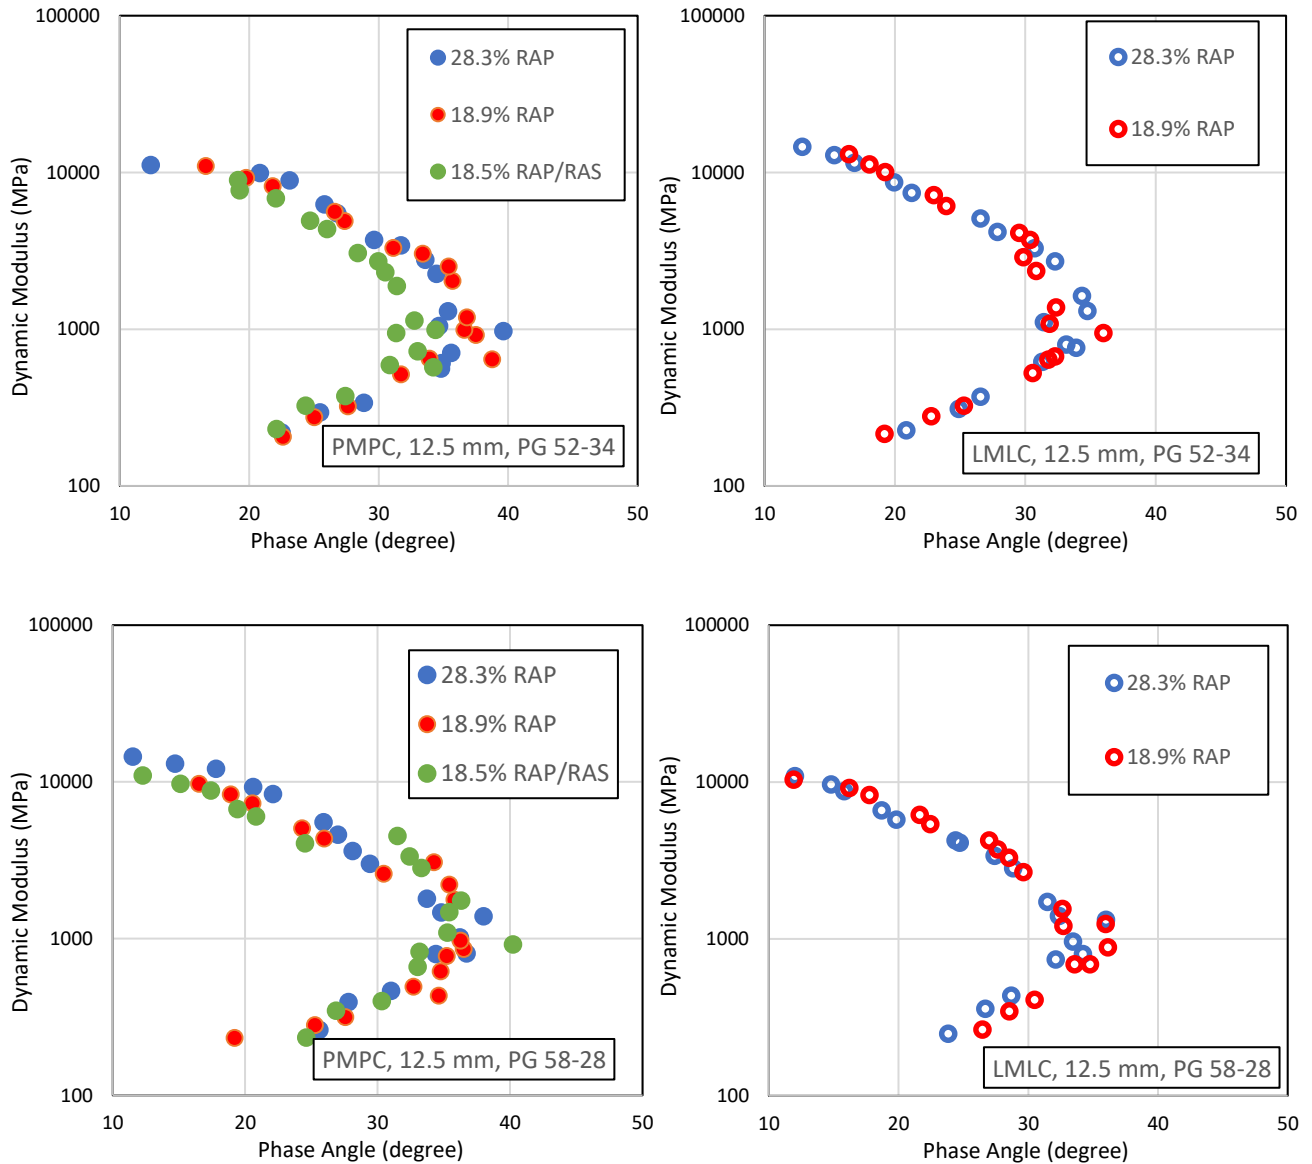 100000
10000
1000
100
10
20
30
40
50
Dynamic Modulus (MPa)
Phase Angle (degree)
28.3% RAP
18.9% RAP
18.5% RAP/RAS
PMPC, 12.5 mm, PG 52-34
100000
10000
1000
100
10
20
30
40
50
Dynamic Modulus (MPa)
Phase Angle (degree)
28.3% RAP
18.9% RAP
LMLC, 12.5 mm, PG 52-34
100000
10000
1000
100
10
20
30
40
50
Dynamic Modulus (MPa)
Phase Angle (degree)
28.3% RAP
18.9% RAP
18.5% RAP/RAS
PMPC, 12.5 mm, PG 58-28
100000
10000
1000
100
10
20
30
40
50
Dynamic Modulus (MPa)
Phase Angle (degree)
28.3% RAP
18.9% RAP
LMLC, 12.5 mm, PG 58-28